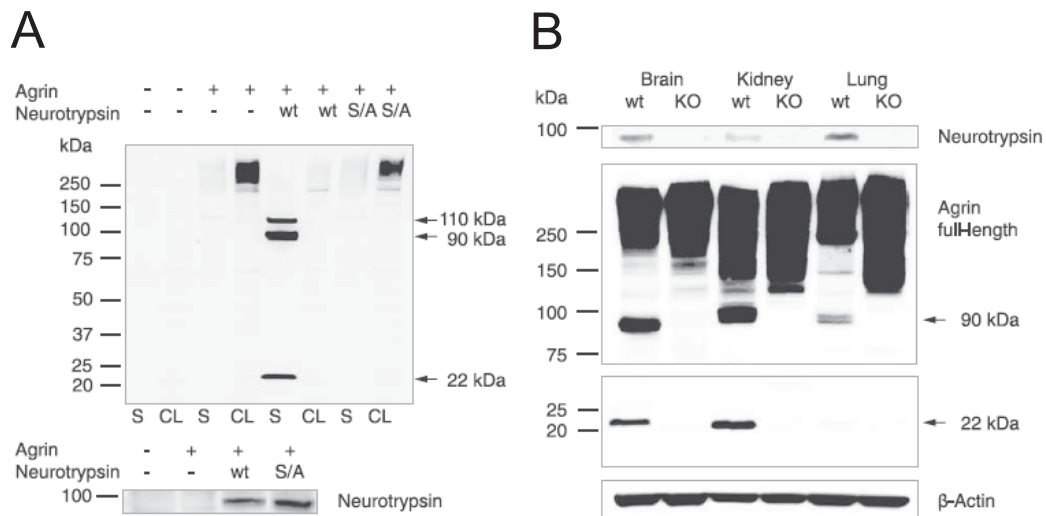 A
Agrin - - + + + + + +
Neurotrypsin - - - - wt wt S/A S/A
kDa
250
150
100
75
50
37
25
20
110 kDa
90 kDa
22 kDa
S CL S CL S CL S CL
Agrin - + + +
Neurotrypsin - - wt S/A
100
Neurotrypsin
B
Brain Kidney Lung
kDa wt KO wt KO wt KO
100
Neurotrypsin
Agrin
fulHength
250
150
100
75
90 kDa
25
20
22 kDa
β-Actin